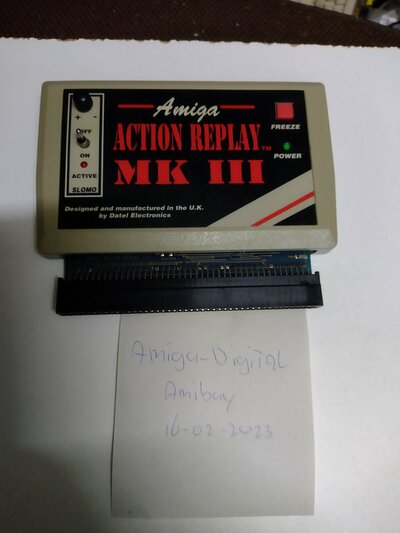 Amiga
ACTION REPLAY™
MK III
+ -
OFF
ON
ACTIVE
SLOMO
FREEZE
POWER
Designed and manufactured in the U.K.
by Datel Electronics
Amiga-Digital
Amibay
16-02-2023